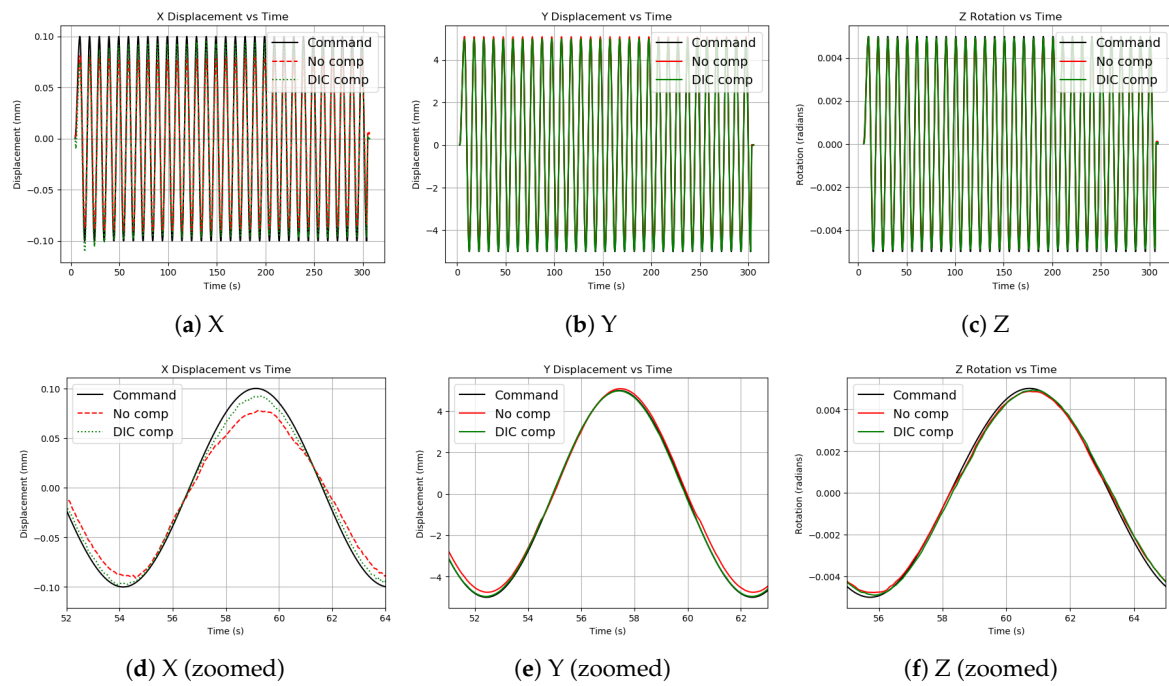 X Displacement vs Time
Displacement (mm)
0.10
0.05
0.00
−0.05
−0.10
Command
No comp
DIC comp
0 50 100 150 200 250 300
Time (s)
(a) X
Y Displacement vs Time
Displacement (mm)
4
2
0
−2
−4
Command
No comp
DIC comp
0 50 100 150 200 250 300
Time (s)
(b) Y
Z Rotation vs Time
Rotation (radians)
0.004
0.002
0.000
−0.002
−0.004
Command
No comp
DIC comp
0 50 100 150 200 250 300
Time (s)
(c) Z
X Displacement vs Time
Displacement (mm)
0.10
0.05
0.00
−0.05
−0.10
Command
No comp
DIC comp
52 54 56 58 60 62 64
Time (s)
(d) X (zoomed)
Y Displacement vs Time
Displacement (mm)
4
2
0
−2
−4
Command
No comp
DIC comp
52 54 56 58 60 62
Time (s)
(e) Y (zoomed)
Z Rotation vs Time
Rotation (radians)
0.004
0.002
0.000
−0.002
−0.004
Command
No comp
DIC comp
56 58 60 62 64
Time (s)
(f) Z (zoomed)